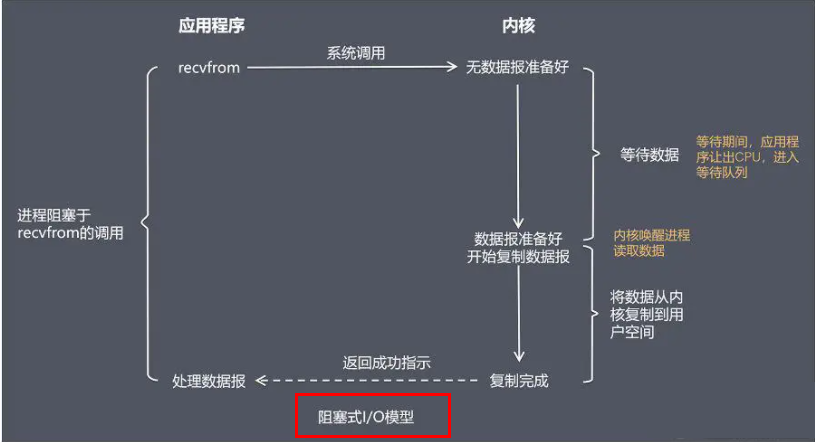 应用程序
内核
recvfrom
系统调用
无数据报准备好
等待数据
等待期间，应用程
序让出CPU，进入
等待队列
进程阻塞于
recvfrom的调用
数据报准备好
开始复制数据报
内核唤醒进程
读取数据
将数据从内
核复制到用
户空间
返回成功指示
处理数据报
复制完成
阻塞式I/O模型